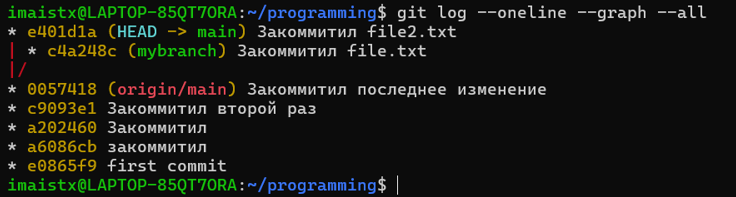 imaistx@LAPTOP-85QT7ORA:~/programming$ git log --oneline --graph --all
* e401d1a (HEAD -> main) Закоммитил file2.txt
| * c4a248c (mybranch) Закоммитил file.txt
|/
* 0057418 (origin/main) Закоммитил последнее изменение
* c9093e1 Закоммитил второй раз
* a202460 Закоммитил
* a6086cb закоммитил
* e0865f9 first commit
imaistx@LAPTOP-85QT7ORA:~/programming$